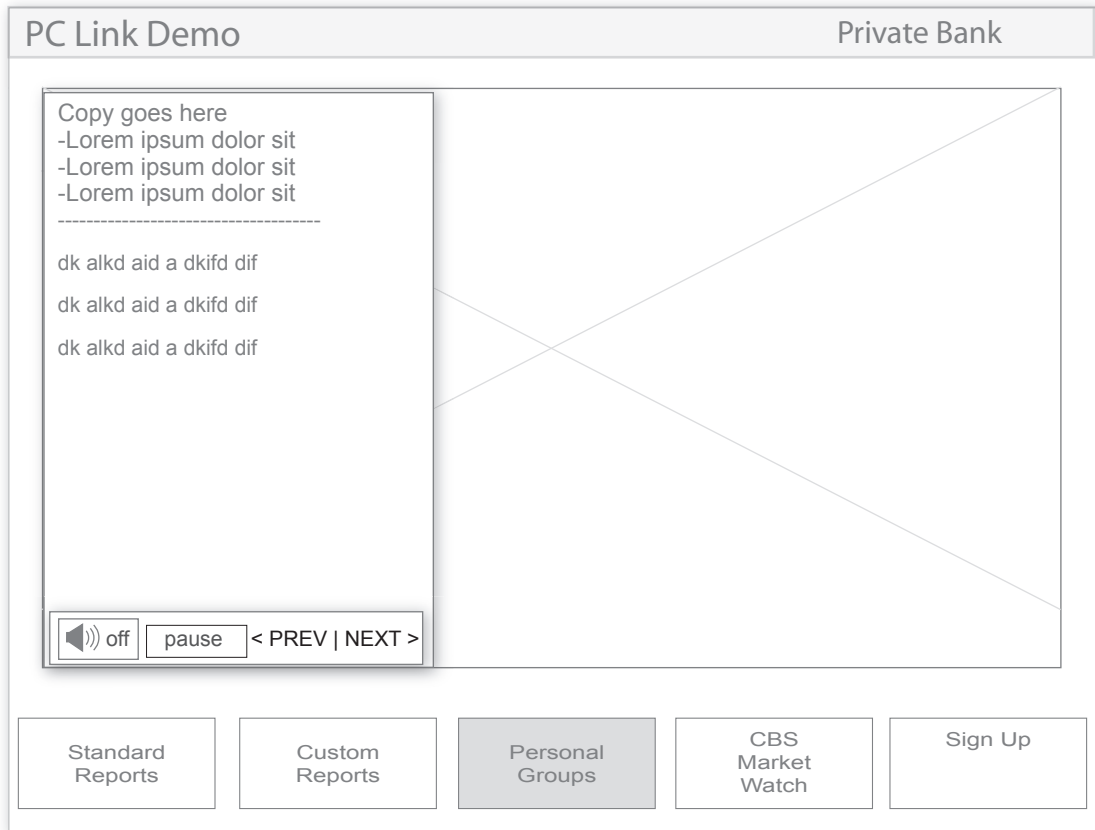 PC Link Demo
Private Bank
Copy goes here
-Lorem ipsum dolor sit
-Lorem ipsum dolor sit
-Lorem ipsum dolor sit
-------------------------------------
dk alkd aid a dkifd dif
dk alkd aid a dkifd dif
dk alkd aid a dkifd dif
off
pause
< PREV | NEXT >
Standard
Reports
Custom
Reports
Personal
Groups
CBS
Market
Watch
Sign Up